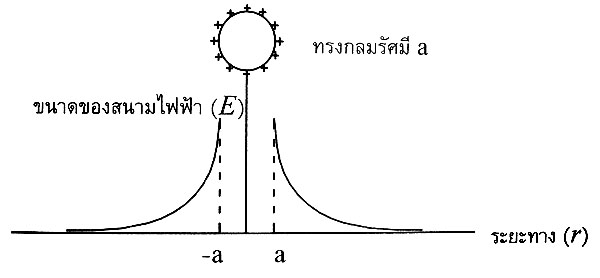 ทรงกลมรัศมี a
ขนาดของสนามไฟฟ้า (E)
ระยะทาง (r)
-a a